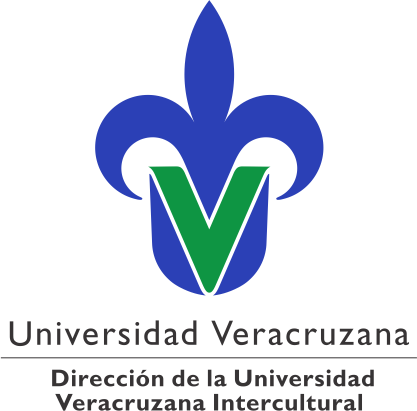 V
Universidad Veracruzana
Dirección de la Universidad
Veracruzana Intercultural